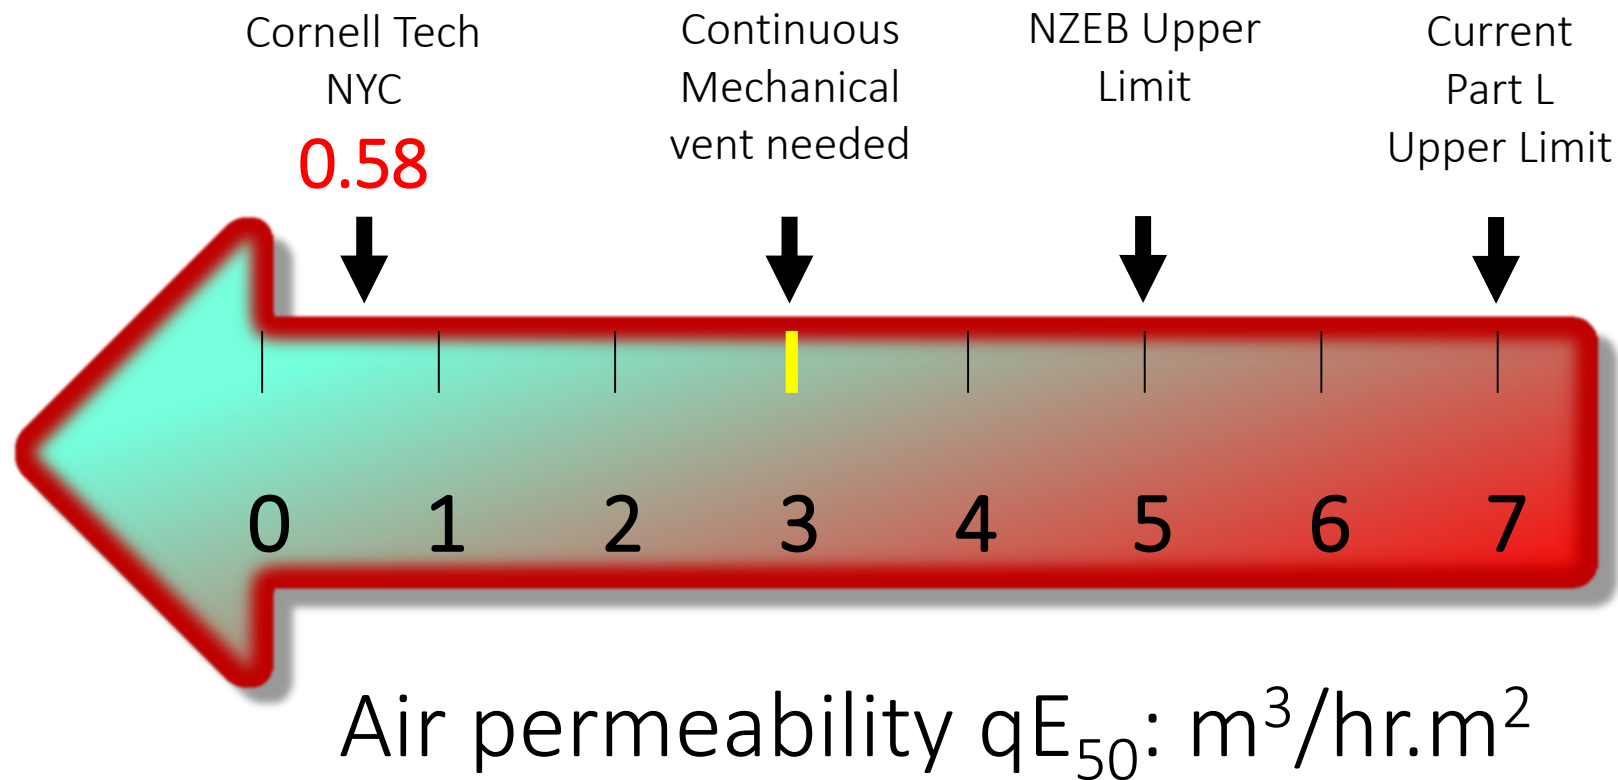 Cornell Tech
NYC
0.58
Continuous
Mechanical
vent needed
NZEB Upper
Limit
Current
Part L
Upper Limit
0 1 2 3 4 5 6 7
Air permeability qE₅₀: m³/hr.m²